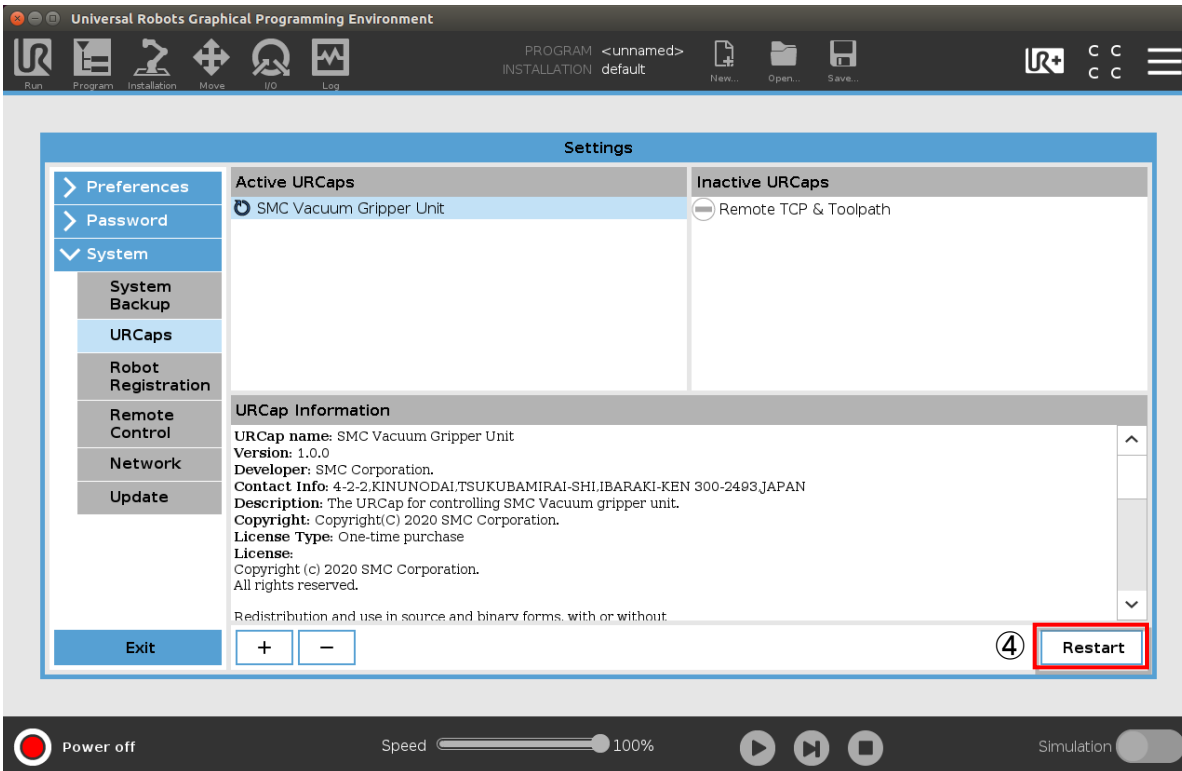 Universal Robots Graphical Programming Environment
PROGRAM <unnamed>
INSTALLATION default
UR
UR+
C C
C C
Run
Program
Installation
Move
I/O
Log
New...
Open...
Save...
Settings
Preferences
Password
System
System
Backup
URCaps
Robot
Registration
Remote
Control
Network
Update
Exit
Active URCaps
SMC Vacuum Gripper Unit
Inactive URCaps
Remote TCP & Toolpath
URCap Information
URCap name: SMC Vacuum Gripper Unit
Version: 1.0.0
Developer: SMC Corporation.
Contact Info: 4-2-2,KINUNODAI,TSUKUBAMIRAI-SHI,IBARAKI-KEN 300-2493,JAPAN
Description: The URCap for controlling SMC Vacuum gripper unit.
Copyright: Copyright(C) 2020 SMC Corporation.
License Type: One-time purchase
License:
Copyright (c) 2020 SMC Corporation.
All rights reserved.
Redistribution and use in source and binary forms, with or without
+
−
④
Restart
Power off
Speed
100%
Simulation